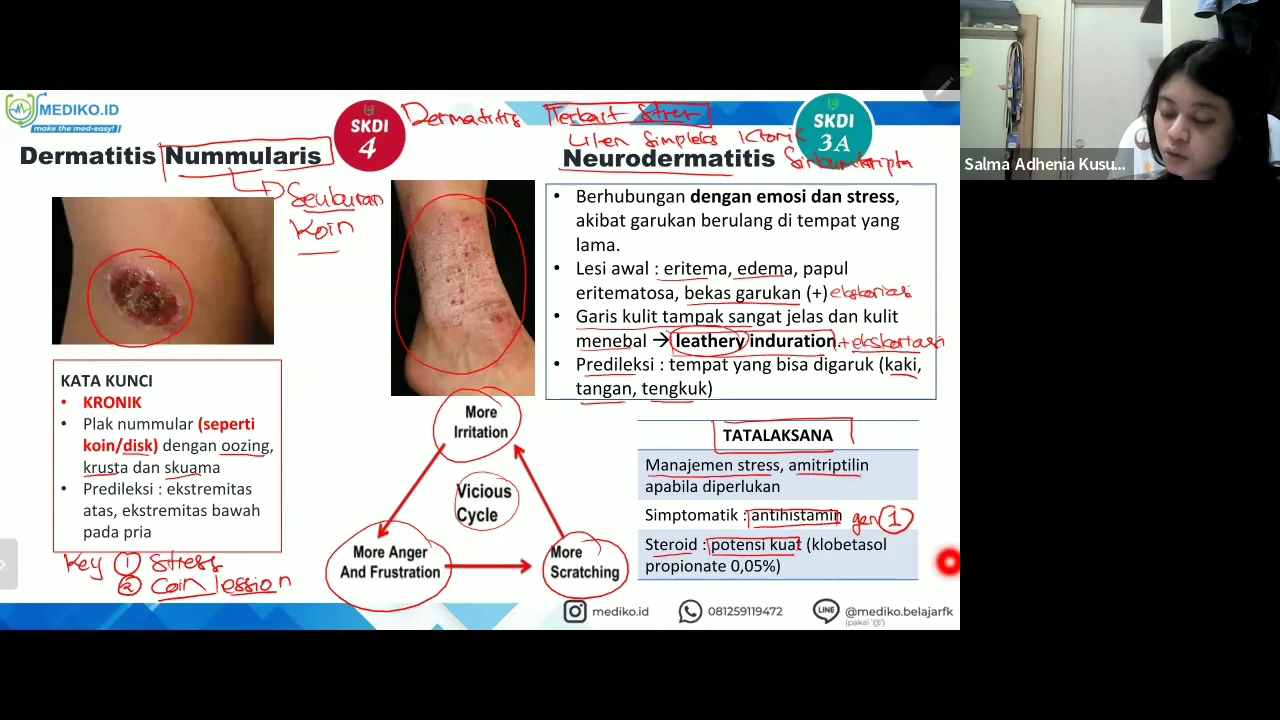 MEDIKO.ID
make the med-easy!
Dermatitis Nummularis
SKDI
4
Seukuran
Koin
KATA KUNCI
• KRONIK
• Plak nummular (seperti
koin/disk) dengan oozing,
krusta dan skuama
• Predileksi : ekstremitas
atas, ekstremitas bawah
pada pria
Key ① Stress
② Coin lession
Dermatitis Terkait Stres
SKDI
3A
Liken Simpleks Kronik
Neurodermatitis Sirkumskripta
• Berhubungan dengan emosi dan stress,
akibat garukan berulang di tempat yang
lama.
• Lesi awal : eritema, edema, papul
eritematosa, bekas garukan (+) ekskoriasi
• Garis kulit tampak sangat jelas dan kulit
menebal → leathery induration. + ekskoriasi
• Predileksi : tempat yang bisa digaruk (kaki,
tangan, tengkuk)
More
Irritation
Vicious
Cycle
More Anger
And Frustration
More
Scratching
TATALAKSANA
Manajemen stress, amitriptilin
apabila diperlukan
Simptomatik : antihistamin gen 1
Steroid : potensi kuat (klobetasol
propionate 0,05%)
mediko.id
081259119472
LINE
@mediko.belajarfk
(pakai '@')
Salma Adhenia Kusu...